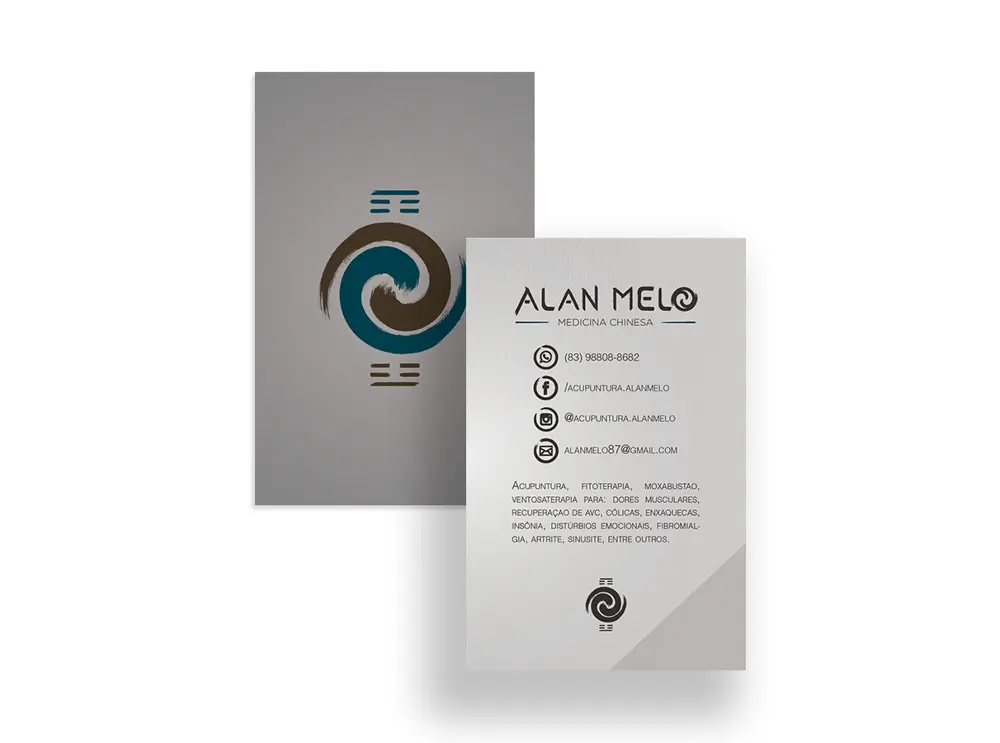 ALAN MELO
MEDICINA CHINESA
(83) 98808-8682
/ACUPUNTURA.ALANMELO
@ACUPUNTURA.ALANMELO
ALANMELO87@GMAIL.COM
ACUPUNTURA, FITOTERAPIA, MOXABUSTAO,
VENTOSATERAPIA PARA: DORES MUSCULARES,
RECUPERAÇAO DE AVC, CÓLICAS, ENXAQUECAS,
INSÔNIA, DISTÚRBIOS EMOCIONAIS, FIBROMIAL-
GIA, ARTRITE, SINUSITE, ENTRE OUTROS.